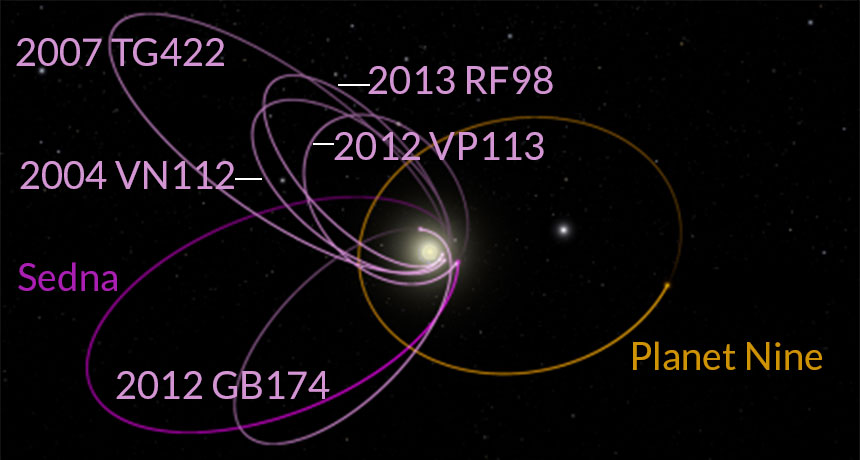 2007 TG422
2013 RF98
2012 VP113
2004 VN112
Sedna
Planet Nine
2012 GB174